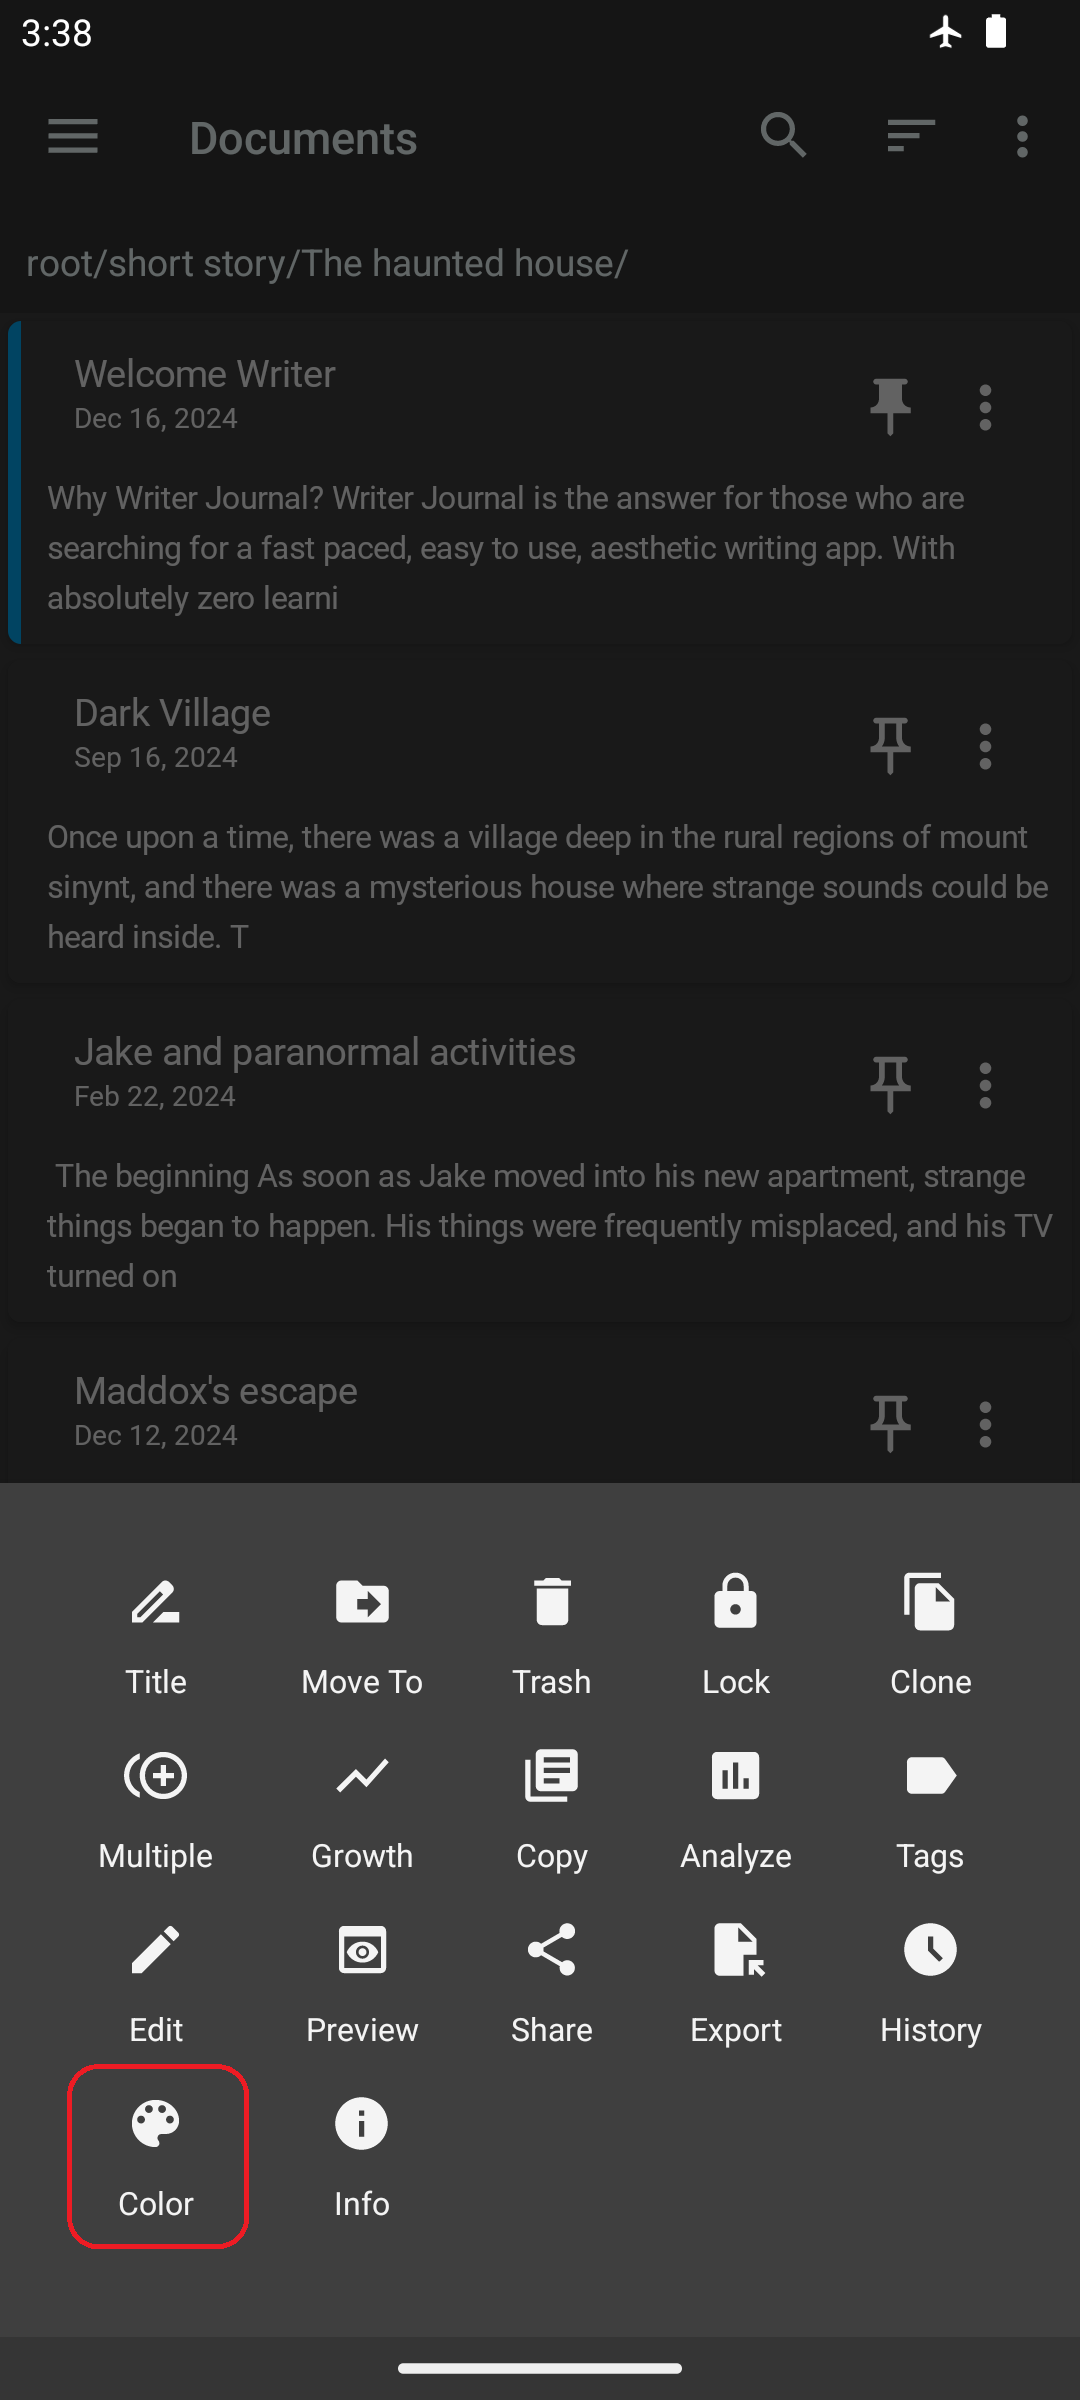 3:38
Documents
root/short story/The haunted house/
Welcome Writer
Dec 16, 2024
Why Writer Journal? Writer Journal is the answer for those who are
searching for a fast paced, easy to use, aesthetic writing app. With
absolutely zero learni
Dark Village
Sep 16, 2024
Once upon a time, there was a village deep in the rural regions of mount
sinynt, and there was a mysterious house where strange sounds could be
heard inside. T
Jake and paranormal activities
Feb 22, 2024
The beginning As soon as Jake moved into his new apartment, strange
things began to happen. His things were frequently misplaced, and his TV
turned on
Maddox's escape
Dec 12, 2024
Title Move To Trash Lock Clone
Multiple Growth Copy Analyze Tags
Edit Preview Share Export History
Color Info